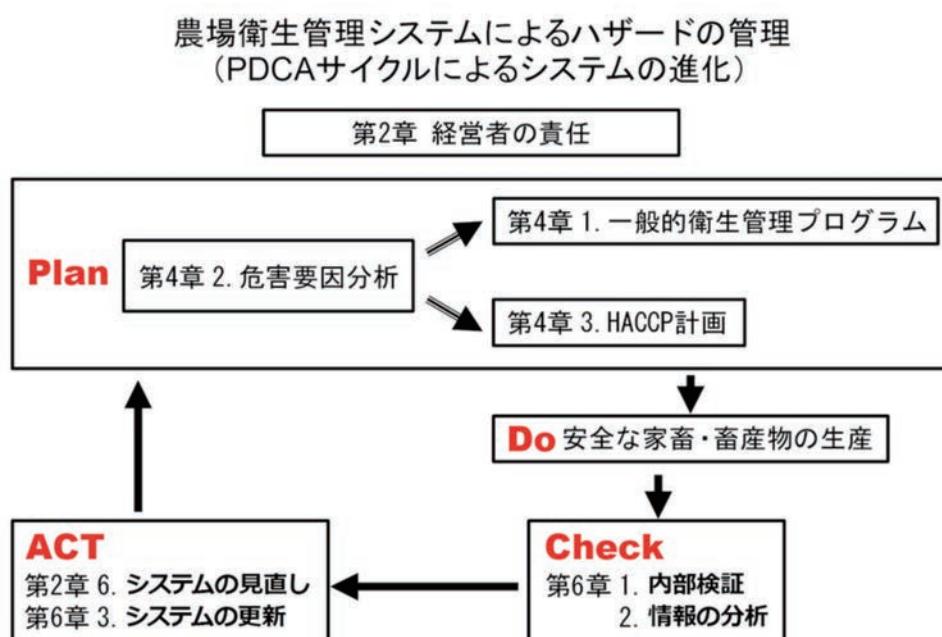 農場衛生管理システムによるハザードの管理
（PDCAサイクルによるシステムの進化）
第2章 経営者の責任
Plan
第4章 2. 危害要因分析
第4章 1. 一般的衛生管理プログラム
第4章 3. HACCP計画
Do 安全な家畜・畜産物の生産
Check
第6章 1. 内部検証
2. 情報の分析
ACT
第2章 6. システムの見直し
第6章 3. システムの更新